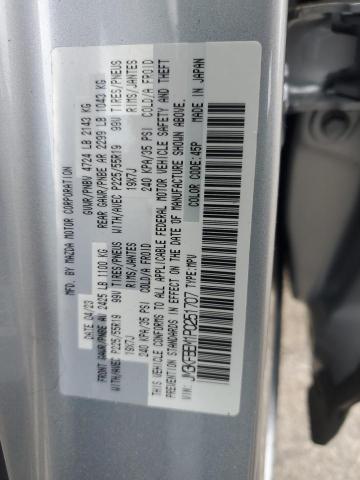 MFD. BY MAZDA MOTOR CORPORATION
GVWR/PNBV 4724 LB 2143 KG
DATE 04/23
FRONT GAWR/PNBE AV 2425 LB 1100 KG REAR GAWR/PNBE AR 2299 LB 1043 KG
WITH/AVEC P225/55R19 99V TIRES/PNEUS WITH/AVEC P225/55R19 99V TIRES/PNEUS
19X7J RIMS/JANTES 19X7J RIMS/JANTES
240 KPA/35 PSI COLD/A FROID 240 KPA/35 PSI COLD/A FROID
THIS VEHICLE CONFORMS TO ALL APPLICABLE FEDERAL MOTOR VEHICLE SAFETY AND THEFT
PREVENTION STANDARDS IN EFFECT ON THE DATE OF MANUFACTURE SHOWN ABOVE.
COLOR CODE:45P MADE IN JAPAN
VIN: TYPE:MPV